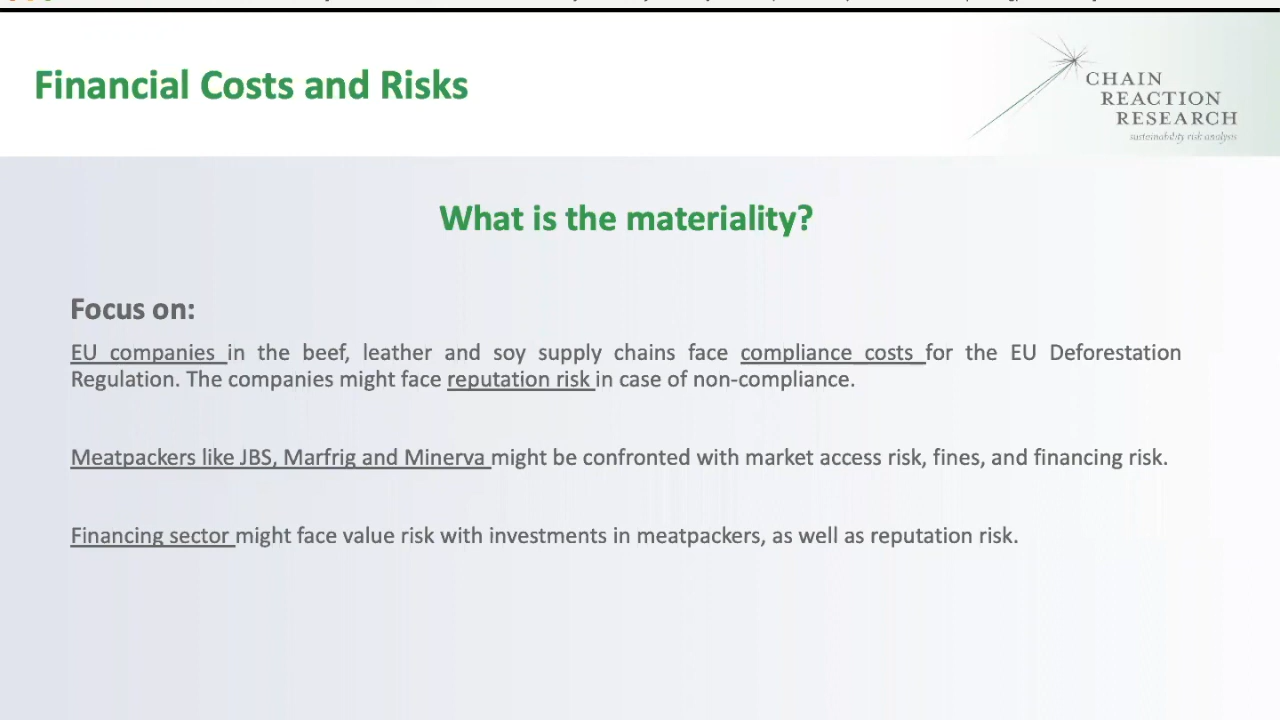 Financial Costs and Risks
CHAIN
REACTION
RESEARCH
sustainability risk analysis
What is the materiality?
Focus on:
EU companies in the beef, leather and soy supply chains face compliance costs for the EU Deforestation
Regulation. The companies might face reputation risk in case of non-compliance.
Meatpackers like JBS, Marfrig and Minerva might be confronted with market access risk, fines, and financing risk.
Financing sector might face value risk with investments in meatpackers, as well as reputation risk.